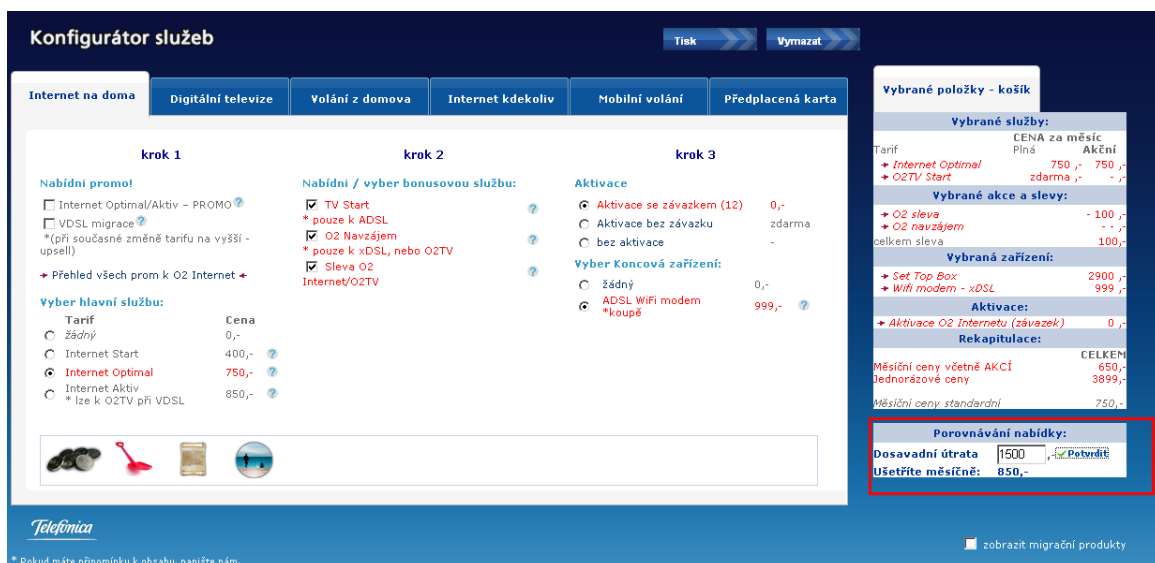 Konfigurátor služeb
Tisk
Vymazat
Internet na doma
Digitální televize
Volání z domova
Internet kdekoliv
Mobilní volání
Předplacená karta
krok 1
Nabídni promo!
Internet Optimal/Aktiv – PROMO ?
VDSL migrace ?
*(při současné změně tarifu na vyšší -
upsell)
Přehled všech prom k O2 Internet
Vyber hlavní službu:
Tarif Cena
žádný 0,-
Internet Start 400,- ?
Internet Optimal 750,- ?
Internet Aktiv
* lze k O2TV při VDSL 850,- ?
krok 2
Nabídni / vyber bonusovou službu:
TV Start ?
* pouze k ADSL
O2 Navzájem ?
* pouze k xDSL, nebo O2TV
Sleva O2 ?
Internet/O2TV
krok 3
Aktivace
Aktivace se závazkem (12) 0,-
Aktivace bez závazku zdarma
bez aktivace -
Vyber Koncová zařízení:
žádný 0,-
ADSL WiFi modem
*koupě 999,- ?
Vybrané položky - košík
Vybrané služby:
CENA za měsíc
Tarif Plná Akční
Internet Optimal 750 ,- 750 ,-
O2TV Start zdarma ,- - ,-
Vybrané akce a slevy:
O2 sleva - 100 ,-
O2 navzájem - - ,-
celkem sleva 100,-
Vybraná zařízení:
Set Top Box 2900 ,-
Wifi modem - xDSL 999 ,-
Aktivace:
Aktivace O2 Internetu (závazek) 0 ,-
Rekapitulace:
CELKEM
Měsíční ceny včetně AKCÍ 650,-
Jednorázové ceny 3899,-
Měsíční ceny standardní 750,-
Porovnávání nabídky:
Dosavadní útrata 1500 ,- Potvrdit
Ušetříte měsíčně: 850,-
Telefónica
zobrazit migrační produkty
* Pokud máte připomínku k obsahu, napište nám.